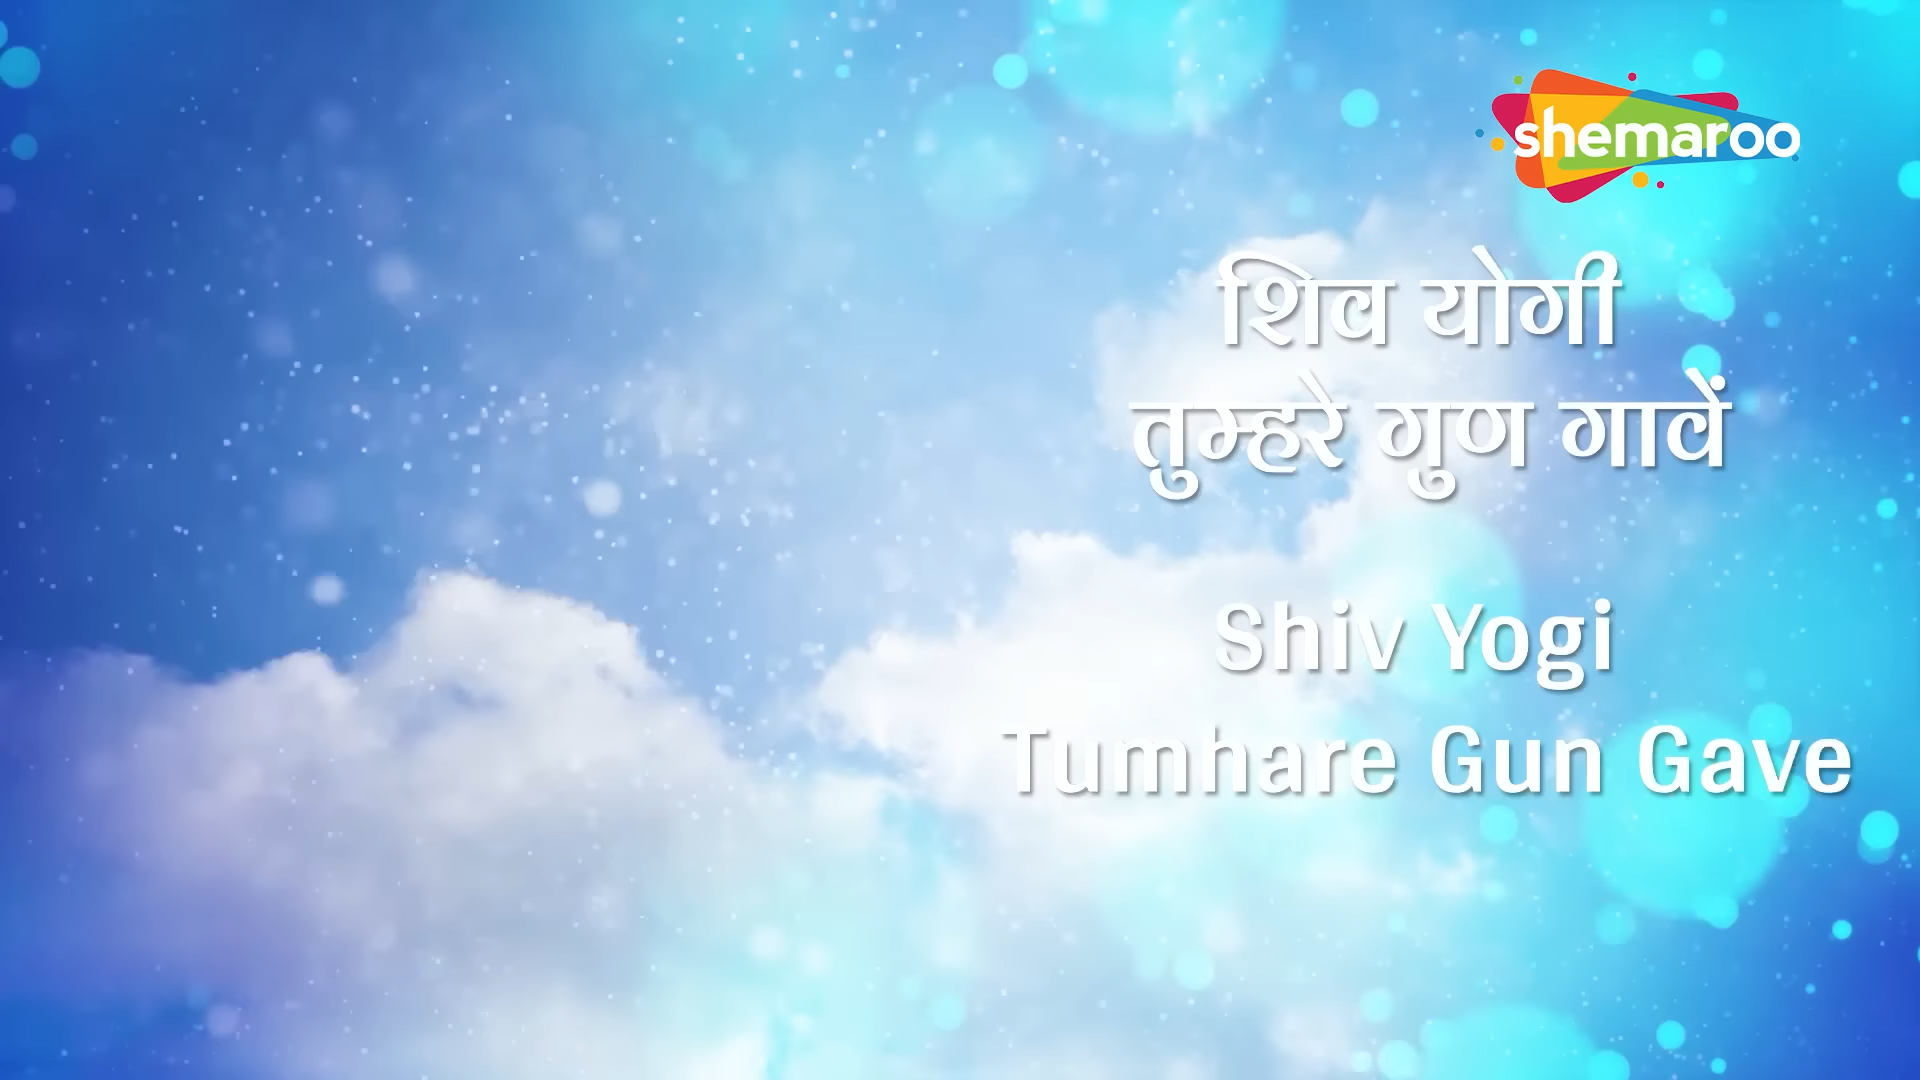 shemaroo
शिव योगी
तुम्हरे गुण गावें
Shiv Yogi
Tumhare Gun Gave